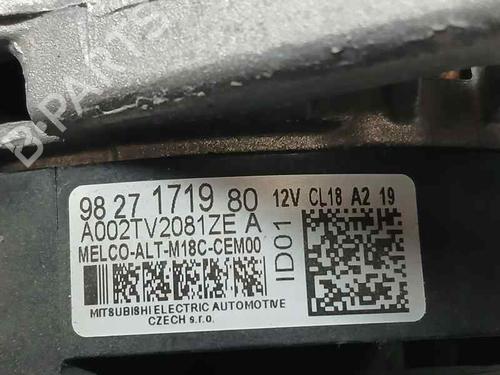 B-PARTS
98 27 1719 80 12V CL18 A2 19
A002TV2081ZE A
MELCO-ALT-M18C-CEM00
ID01
MITSUBISHI ELECTRIC AUTOMOTIVE
CZECH s.r.o.